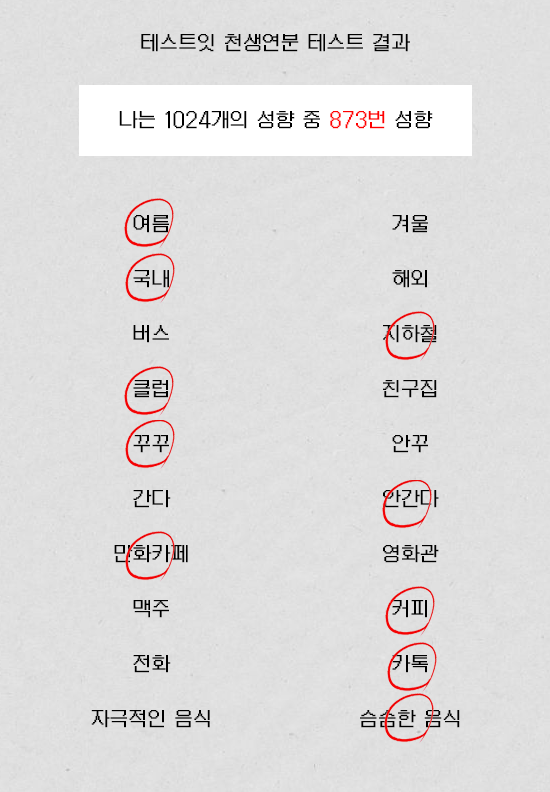 테스트잇 천생연분 테스트 결과
나는 1024개의 성향 중 873번 성향
여름 겨울
국내 해외
버스 지하철
클럽 친구집
꾸꾸 안꾸
간다 안간다
만화카페 영화관
맥주 커피
전화 카톡
자극적인 음식 슴슴한 음식